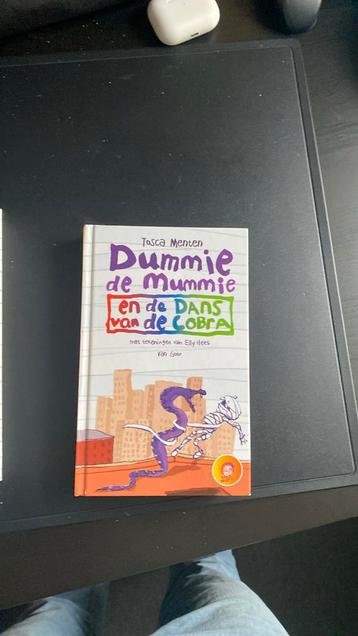 Tosca Menten
Dummie
de Mummie
en de Dans
van de Cobra
met tekeningen van Elly Hees
Van Goor